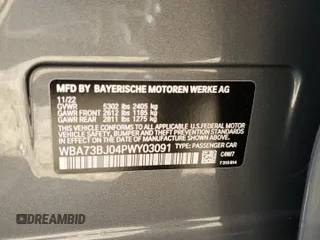 MFD BY BAYERISCHE MOTOREN WERKE AG
11/22
GVWR 5302 lbs 2405 kg
GAWR FRONT 2612 lbs 1185 kg
GAWR REAR 2811 lbs 1275 kg
THIS VEHICLE CONFORMS TO ALL APPLICABLE
FEDERAL MOTOR VEHICLE SAFETY, BUMPER,
AND THEFT PREVENTION STANDARDS IN EFFECT
ON THE DATE OF MANUFACTURE SHOWN ABOVE.
WBA73BJ04PWY03091 TYPE: PASSENGER CAR
C4W7
DREAMBID